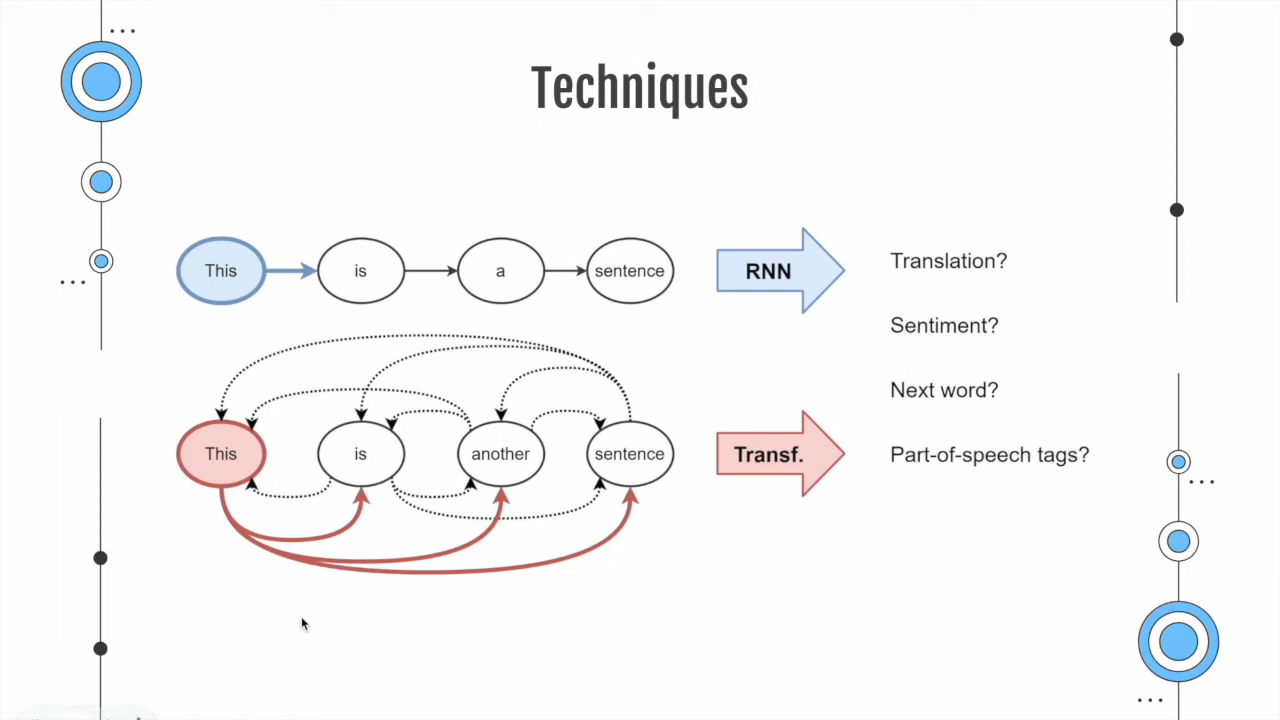 Techniques
This is a sentence
RNN
Translation?
Sentiment?
Next word?
This is another sentence
Transf.
Part-of-speech tags?